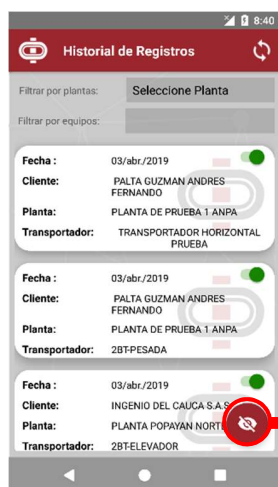 8:40
Historial de Registros
Filtrar por plantas: Seleccione Planta
Filtrar por equipos:
Fecha : 03/abr./2019
Cliente: PALTA GUZMAN ANDRES
FERNANDO
Planta: PLANTA DE PRUEBA 1 ANPA
Transportador: TRANSPORTADOR HORIZONTAL
PRUEBA
Fecha : 03/abr./2019
Cliente: PALTA GUZMAN ANDRES
FERNANDO
Planta: PLANTA DE PRUEBA 1 ANPA
Transportador: 2BT-PESADA
Fecha : 03/abr./2019
Cliente: INGENIO DEL CAUCA S.A.S
Planta: PLANTA POPAYAN NORT
Transportador: 2BT-ELEVADOR